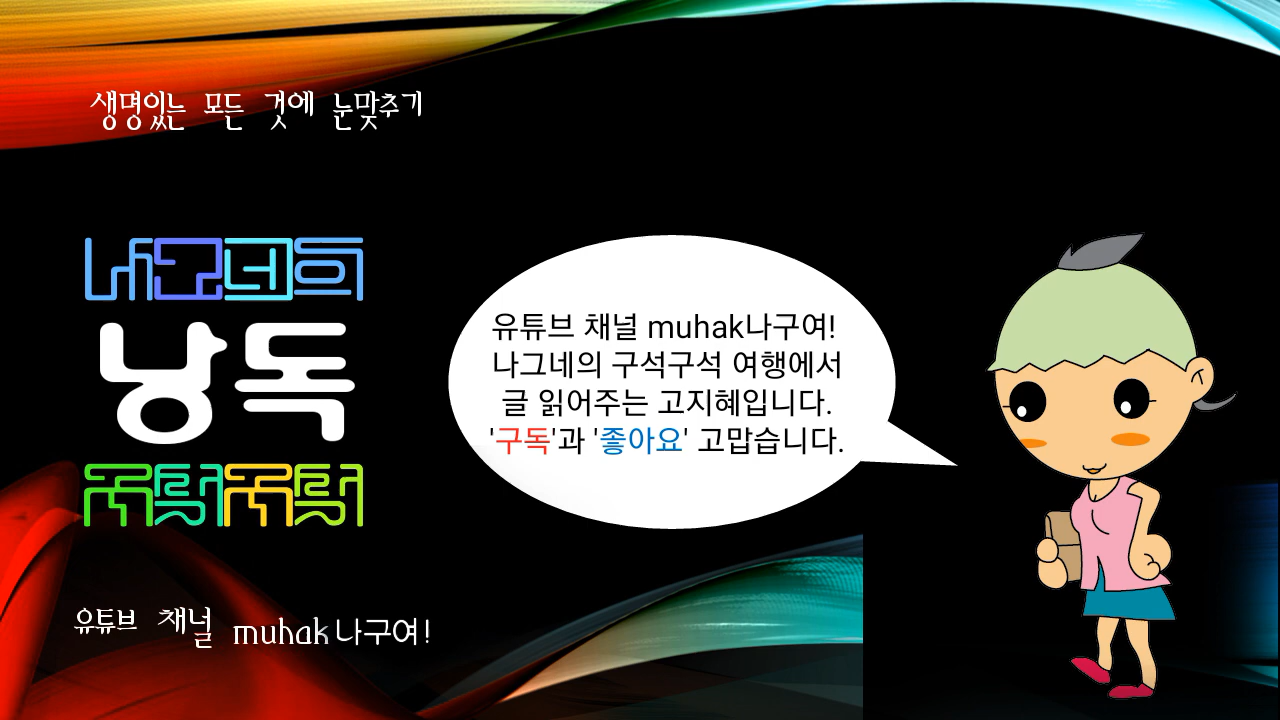 생명있는 모든 것에 눈맞추기
나그네의
낭독
구석구석
유튜브 채널 muhak나구여!
나그네의 구석구석 여행에서
글 읽어주는 고지혜입니다.
'구독'과 '좋아요' 고맙습니다.
유튜브 채널 muhak나구여!